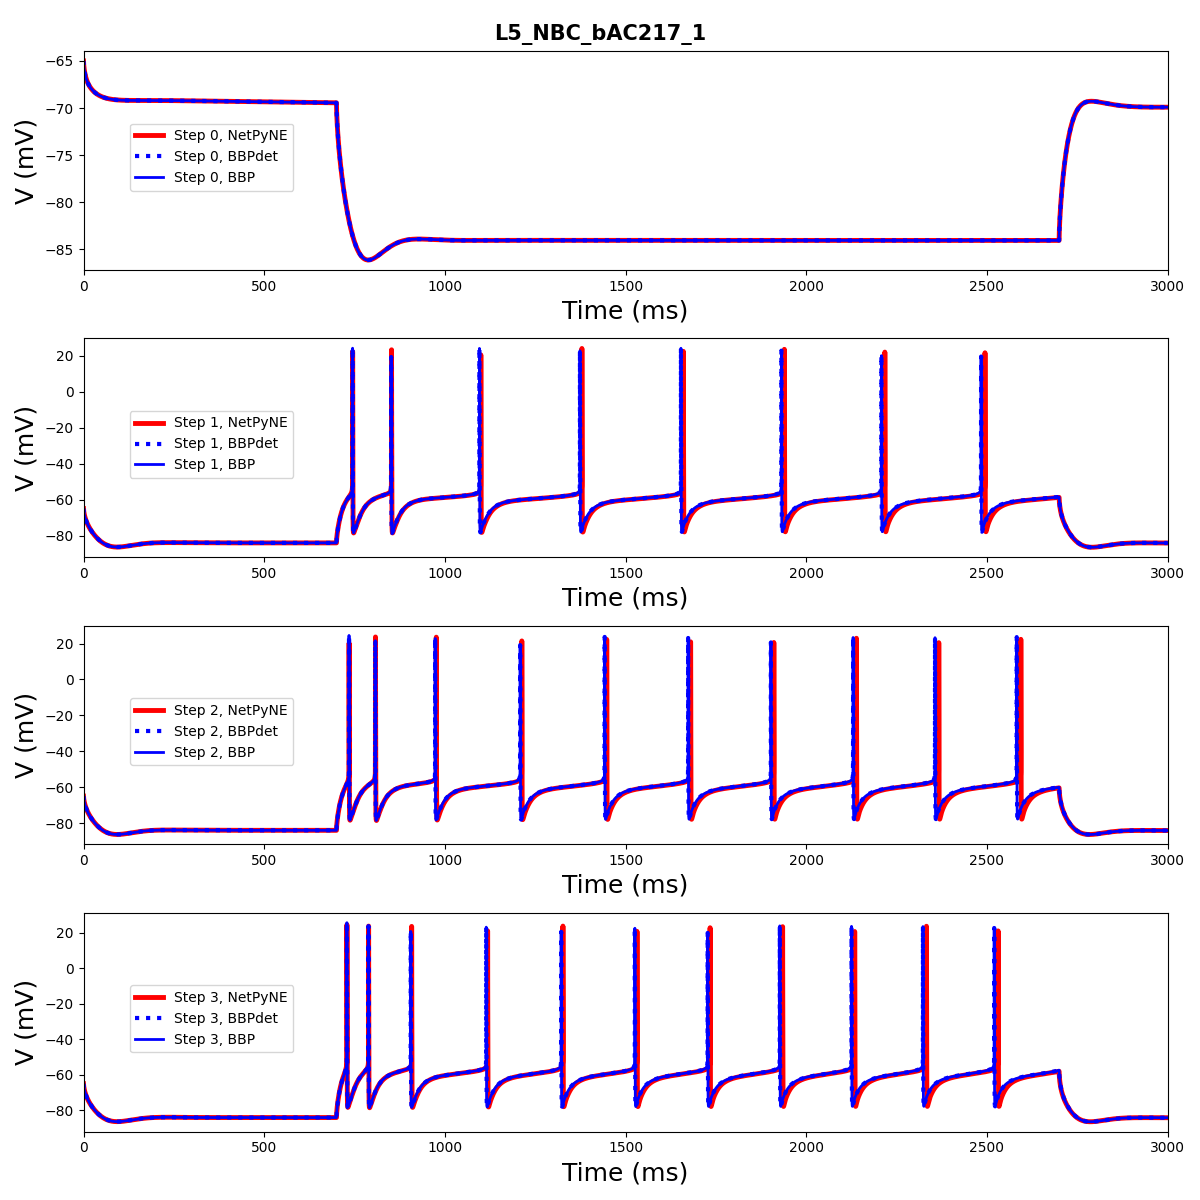 L5_NBC_bAC217_1
−65
−70
−75
−80
−85
V (mV)
Step 0, NetPyNE
Step 0, BBPdet
Step 0, BBP
0 500 1000 1500 2000 2500 3000
Time (ms)
20
0
−20
−40
−60
−80
V (mV)
Step 1, NetPyNE
Step 1, BBPdet
Step 1, BBP
0 500 1000 1500 2000 2500 3000
Time (ms)
20
0
−20
−40
−60
−80
V (mV)
Step 2, NetPyNE
Step 2, BBPdet
Step 2, BBP
0 500 1000 1500 2000 2500 3000
Time (ms)
20
0
−20
−40
−60
−80
V (mV)
Step 3, NetPyNE
Step 3, BBPdet
Step 3, BBP
0 500 1000 1500 2000 2500 3000
Time (ms)